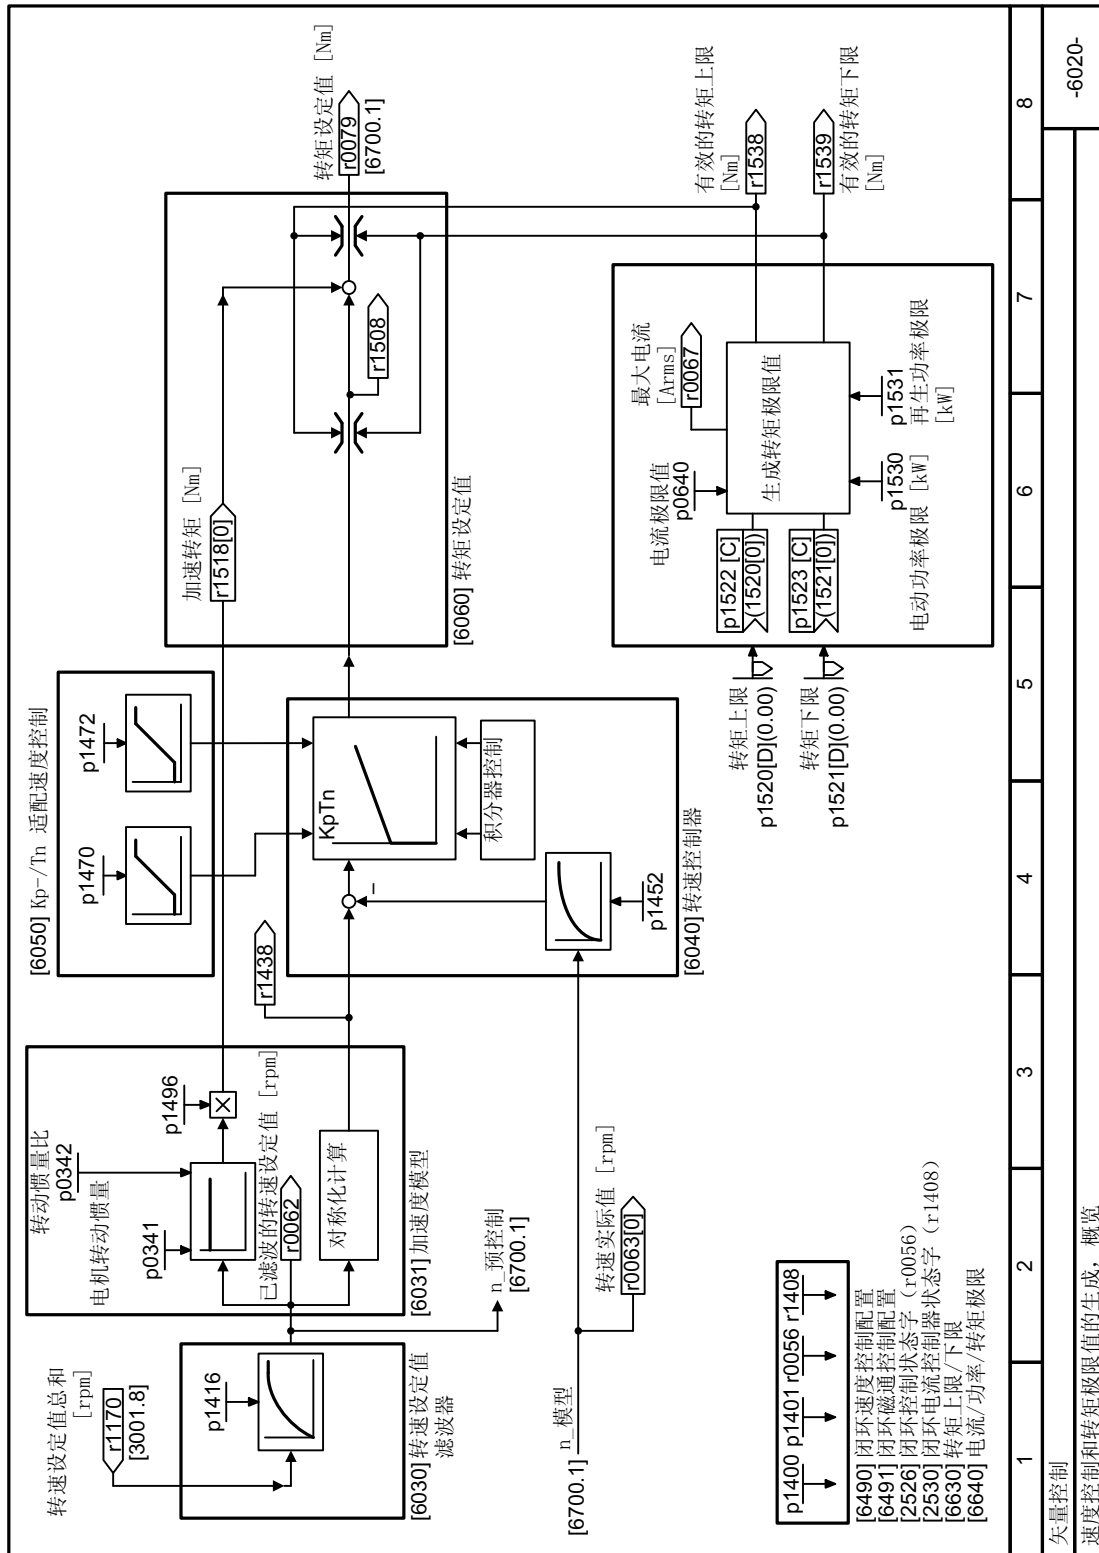 转速设定值总和
[rpm]
r1170
[3001.8]
p1416
[6030] 转速设定值
滤波器
转动惯量比
p0342
电机转动惯量
p0341
p1496
已滤波的转速设定值 [rpm]
r0062
对称化计算
[6031] 加速度模型
n_预控制
[6700.1]
[6050] Kp-/Tn 适配速度控制
p1470
p1472
r1438
KpTn
积分器控制
p1452
–
[6040] 转速控制器
[6700.1] n_模型
转速实际值 [rpm]
r0063[0]
加速转矩 [Nm]
r1518[0]
r1508
[6060] 转矩设定值
转矩设定值 [Nm]
r0079
[6700.1]
转矩上限
p1520[D](0.00)
转矩下限
p1521[D](0.00)
电流极限值
p0640
最大电流
[Arms]
r0067
p1522 [C]
(1520[0])
p1523 [C]
(1521[0])
生成转矩极限值
p1530
电动功率极限 [kW]
p1531
再生功率极限
[kW]
有效的转矩上限
[Nm]
r1538
r1539
有效的转矩下限
[Nm]
p1400 p1401 r0056 r1408
[6490] 闭环速度控制配置
[6491] 闭环磁通控制配置
[2526] 闭环控制状态字 (r0056)
[2530] 闭环电流控制器状态字 (r1408)
[6630] 转矩上限/下限
[6640] 电流/功率/转矩极限
1 2 3 4 5 6 7 8
矢量控制
速度控制和转矩极限值的生成，概览
-6020-